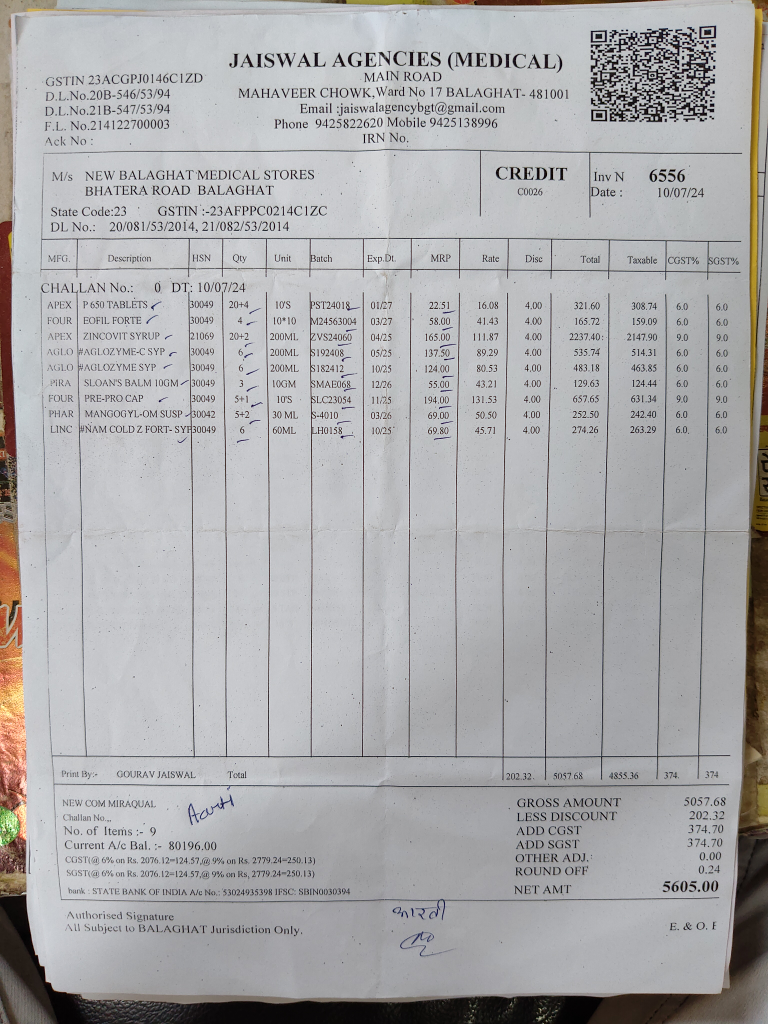 JAISWAL AGENCIES (MEDICAL)
MAIN ROAD
MAHAVEER CHOWK,Ward No 17 BALAGHAT- 481001
Email :jaiswalagencybgt@gmail.com
Phone 9425822620 Mobile 9425138996
IRN No.
GSTIN 23ACGPJ0146C1ZD
D.L.No.20B-546/53/94
D.L.No.21B-547/53/94
F.L. No.214122700003
Ack No :
M/s NEW BALAGHAT MEDICAL STORES
BHATERA ROAD BALAGHAT
State Code:23 GSTIN :-23AFPPC0214C1ZC
DL No.: 20/081/53/2014, 21/082/53/2014
CREDIT
C0026
Inv N 6556
Date : 10/07/24
MFG. Description HSN Qty Unit Batch Exp.Dt. MRP Rate Disc Total Taxable CGST% SGST%
CHALLAN No.: 0 DT: 10/07/24
APEX P 650 TABLETS 30049 20+4 10'S PST24018 01/27 22.51 16.08 4.00 321.60 308.74 6.0 6.0
FOUR EOFIL FORTE 30049 4 10*10 M24563004 03/27 58.00 41.43 4.00 165.72 159.09 6.0 6.0
APEX ZINCOVIT SYRUP 21069 20+2 200ML ZVS24060 04/25 165.00 111.87 4.00 2237.40 2147.90 9.0 9.0
AGLO #AGLOZYME-C SYP 30049 6 200ML S192408 05/25 137.50 89.29 4.00 535.74 514.31 6.0 6.0
AGLO #AGLOZYME SYP 30049 6 200ML S182412 10/25 124.00 80.53 4.00 483.18 463.85 6.0 6.0
PIRA SLOAN'S BALM 10GM 30049 3 10GM SMAE068 12/26 55.00 43.21 4.00 129.63 124.44 6.0 6.0
FOUR PRE-PRO CAP 30049 5+1 10'S SLC23054 11/25 194.00 131.53 4.00 657.65 631.34 9.0 9.0
PHAR MANGOGYL-OM SUSP 30042 5+2 30 ML S-4010 03/26 69.00 50.50 4.00 252.50 242.40 6.0 6.0
LINC #NAM COLD Z FORT- SYP 30049 6 60ML LH0158 10/25 69.80 45.71 4.00 274.26 263.29 6.0 6.0
Print By:- GOURAV JAISWAL Total 202.32. 5057.68 4855.36 374. 374
NEW COM MIRAQUAL
Aarti
Challan No.,,
No. of Items :- 9
Current A/c Bal. :- 80196.00
CGST(@ 6% on Rs. 2076.12=124.57,@ 9% on Rs. 2779.24=250.13)
SGST(@ 6% on Rs. 2076.12=124.57,@ 9% on Rs, 2779.24=250.13)
bank : STATE BANK OF INDIA A/c No.: 53024935398 IFSC: SBIN0030394
GROSS AMOUNT 5057.68
LESS DISCOUNT 202.32
ADD CGST 374.70
ADD SGST 374.70
OTHER ADJ. 0.00
ROUND OFF 0.24
NET AMT 5605.00
Authorised Signature
आरती
All Subject to BALAGHAT Jurisdiction Only.
E. & O. E